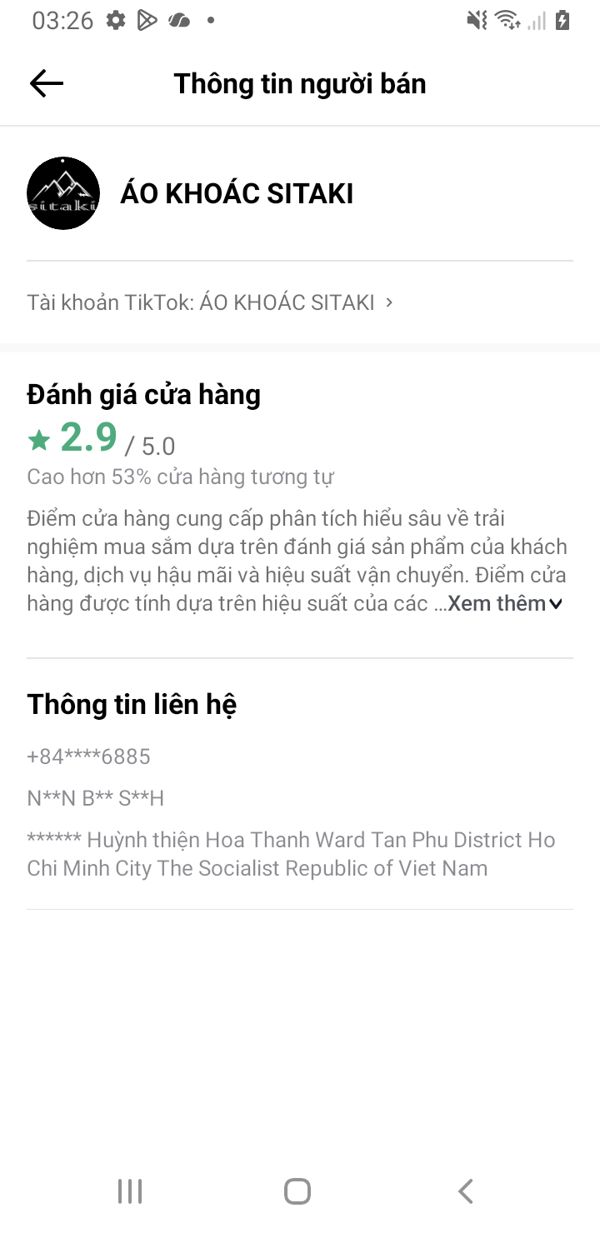 03:26
Thông tin người bán
sitaki
ÁO KHOÁC SITAKI
Tài khoản TikTok: ÁO KHOÁC SITAKI
Đánh giá cửa hàng
2.9 / 5.0
Cao hơn 53% cửa hàng tương tự
Điểm cửa hàng cung cấp phân tích hiểu sâu về trải
nghiệm mua sắm dựa trên đánh giá sản phẩm của khách
hàng, dịch vụ hậu mãi và hiệu suất vận chuyển. Điểm cửa
hàng được tính dựa trên hiệu suất của các ...Xem thêm
Thông tin liên hệ
+84****6885
N**N B** S**H
****** Huỳnh thiện Hoa Thanh Ward Tan Phu District Ho
Chi Minh City The Socialist Republic of Viet Nam